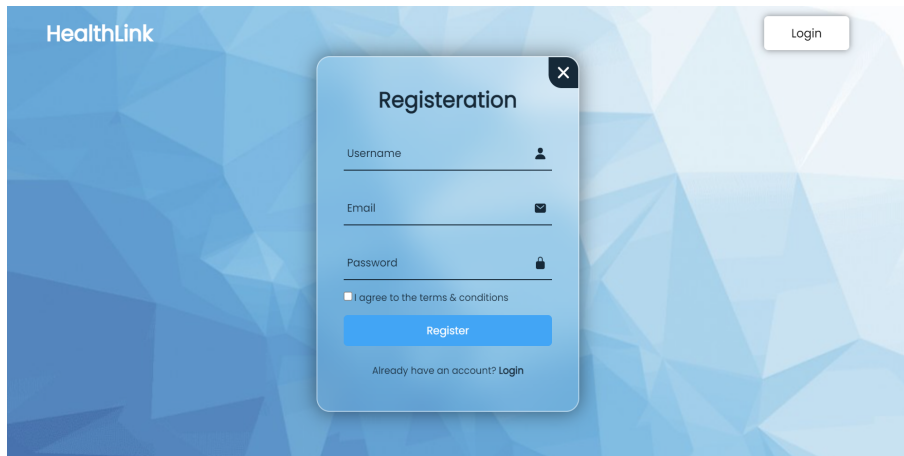 HealthLink
Login
Registeration
Username
Email
Password
I agree to the terms & conditions
Register
Already have an account? Login